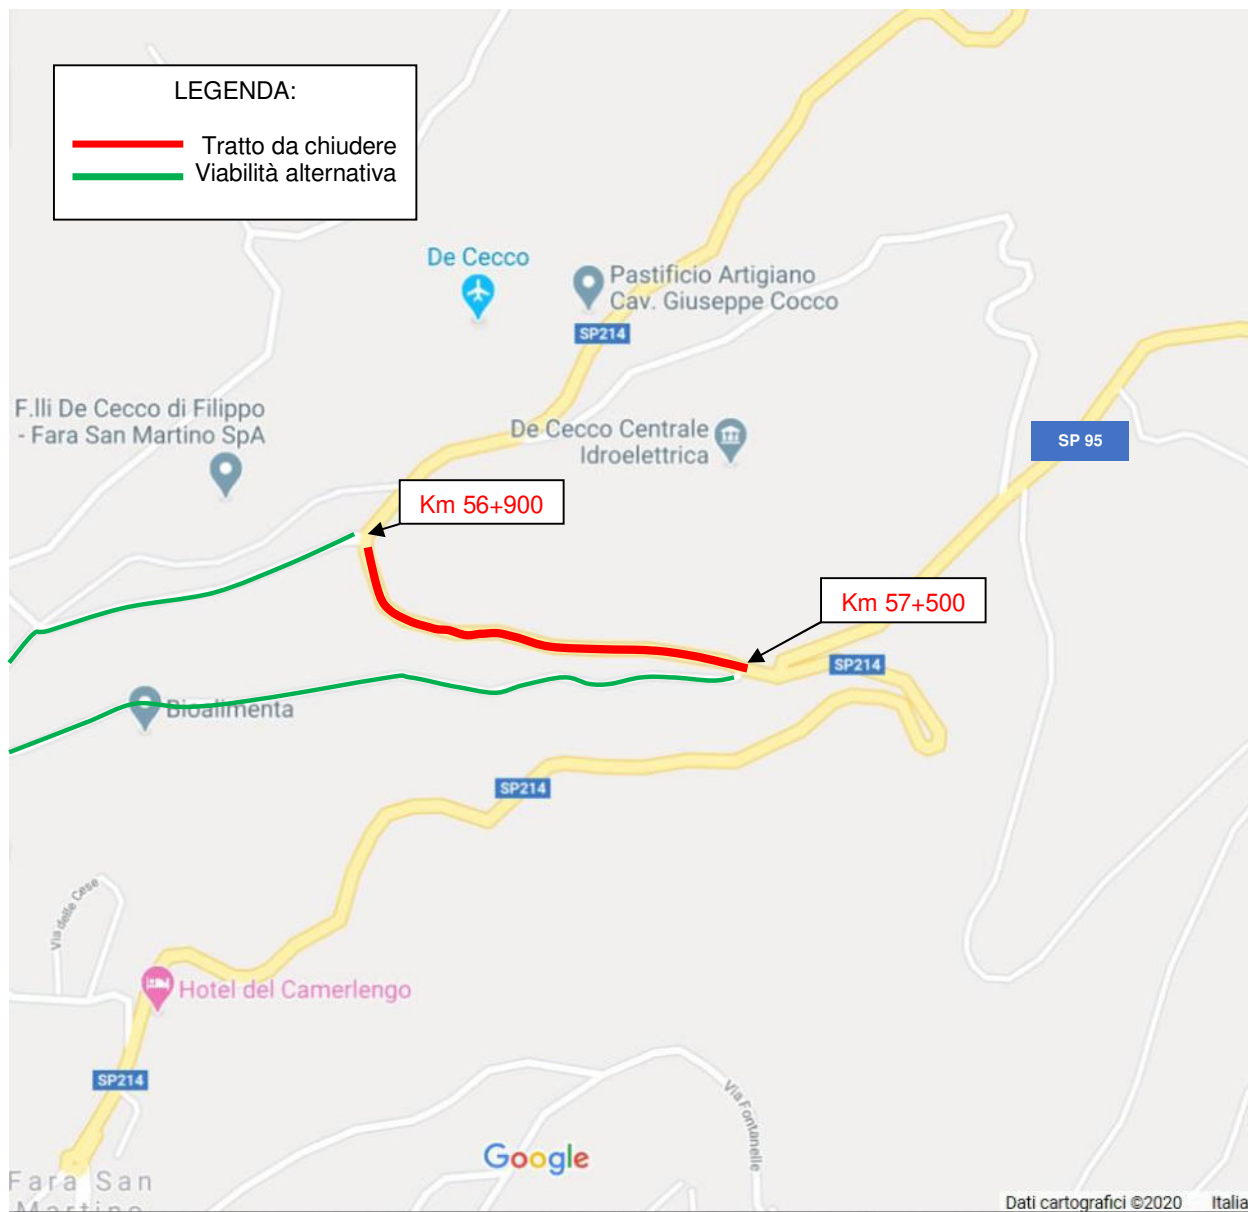 LEGENDA:
Tratto da chiudere
Viabilità alternativa
De Cecco
Pastificio Artigiano
Cav. Giuseppe Cocco
SP214
F.lli De Cecco di Filippo
- Fara San Martino SpA
De Cecco Centrale
Idroelettrica
SP 95
Km 56+900
Km 57+500
SP214
Bioalimenta
SP214
Via delle Cese
Hotel del Camerlengo
SP214
Via Fontanelle
Google
Fara San
Martino
Dati cartografici ©2020 Italia